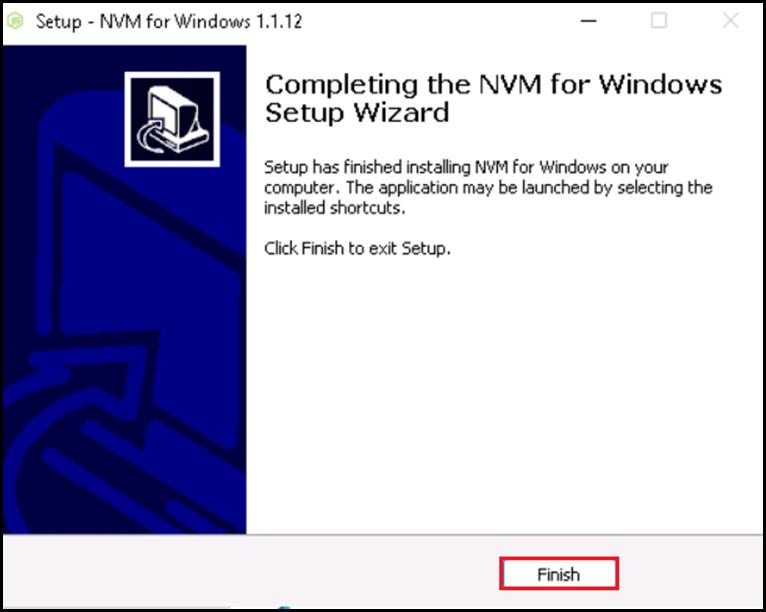 Setup - NVM for Windows 1.1.12
Completing the NVM for Windows
Setup Wizard
Setup has finished installing NVM for Windows on your
computer. The application may be launched by selecting the
installed shortcuts.
Click Finish to exit Setup.
Finish